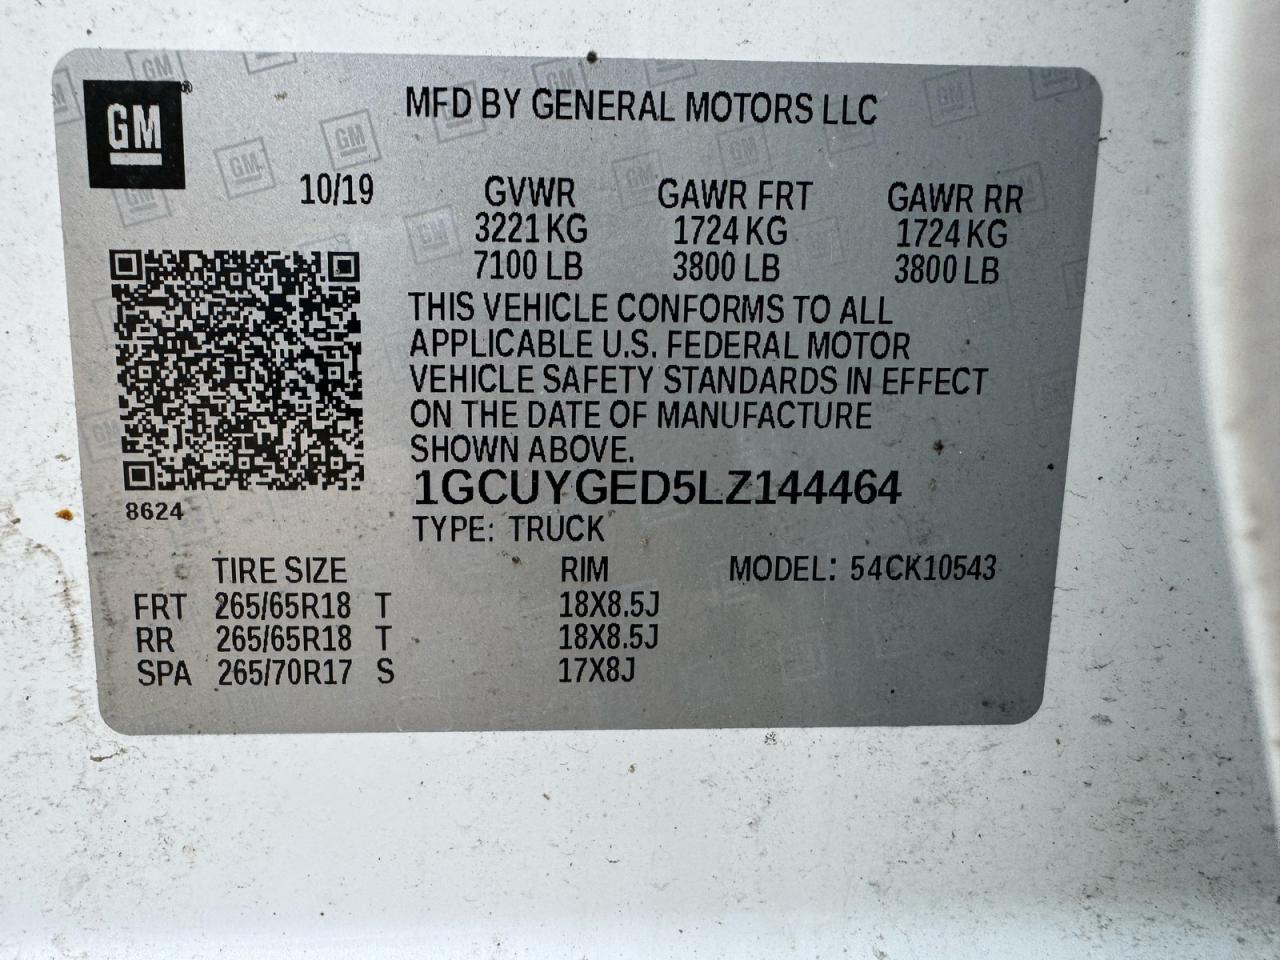 GM
MFD BY GENERAL MOTORS LLC
10/19 GVWR GAWR FRT GAWR RR
3221 KG 1724 KG 1724 KG
7100 LB 3800 LB 3800 LB
THIS VEHICLE CONFORMS TO ALL
APPLICABLE U.S. FEDERAL MOTOR
VEHICLE SAFETY STANDARDS IN EFFECT
ON THE DATE OF MANUFACTURE
SHOWN ABOVE.
1GCUYGED5LZ144464
8624
TYPE: TRUCK
TIRE SIZE RIM MODEL: 54CK10543
FRT 265/65R18 T 18X8.5J
RR 265/65R18 T 18X8.5J
SPA 265/70R17 S 17X8J